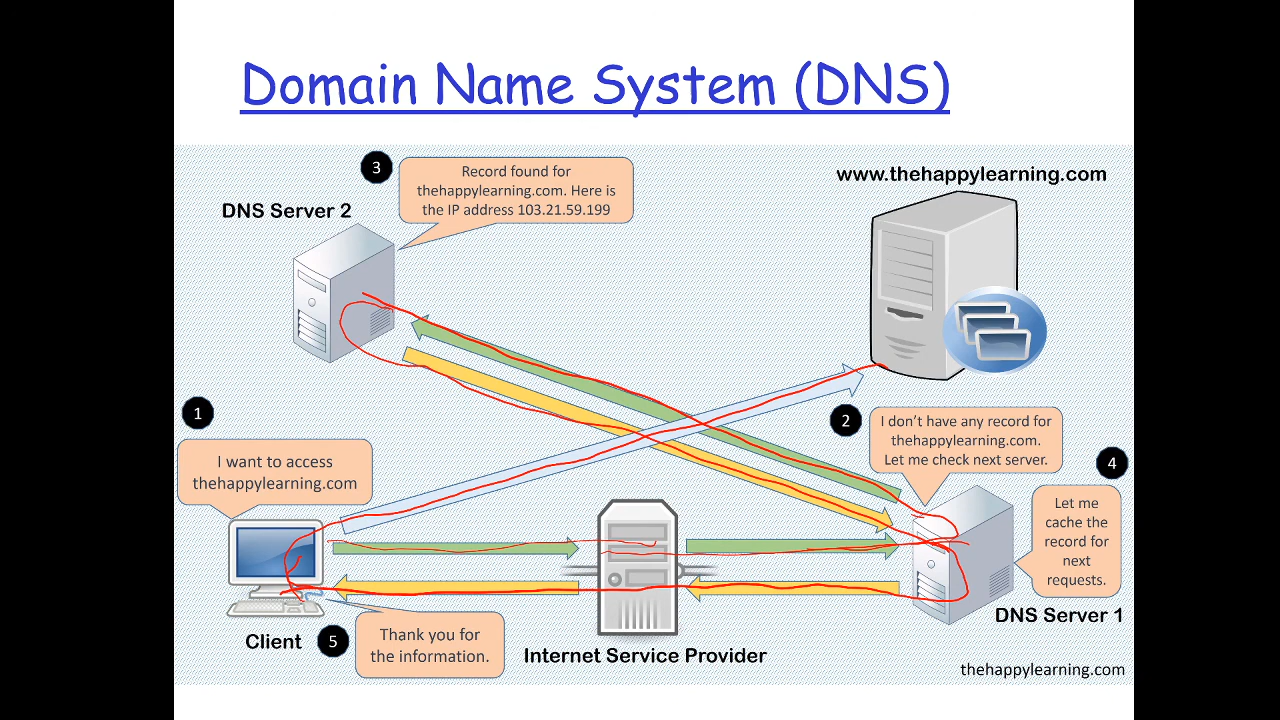 Domain Name System (DNS)
3
Record found for
thehappylearning.com. Here is
the IP address 103.21.59.199
DNS Server 2
www.thehappylearning.com
1
I want to access
thehappylearning.com
2
I don't have any record for
thehappylearning.com.
Let me check next server.
4
Let me
cache the
record for
next
requests.
DNS Server 1
Client
5
Thank you for
the information.
Internet Service Provider
thehappylearning.com